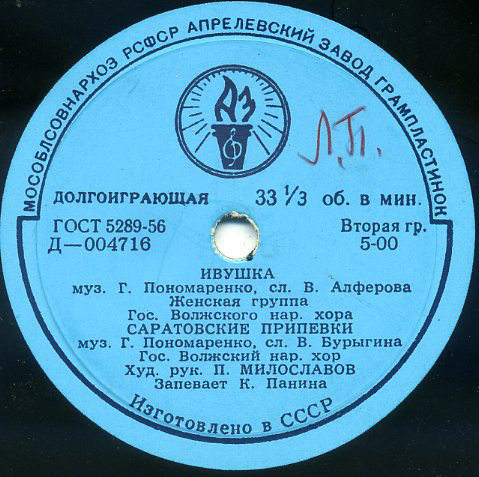 МОСОБЛСОВНАРХОЗ РСФСР АПРЕЛЕВСКИЙ ЗАВОД ГРАМПЛАСТИНОК
АЗ
Л.П.
ДОЛГОИГРАЮЩАЯ 33 1/3 об. в мин.
ГОСТ 5289-56 Вторая гр.
Д—004716 5-00
ИВУШКА
муз. Г. Пономаренко, сл. В. Алферова
Женская группа
Гос. Волжского нар. хора
САРАТОВСКИЕ ПРИПЕВКИ
муз. Г. Пономаренко, сл. В. Бурыгина
Гос. Волжский нар. хор
Худ. рук. П. МИЛОСЛАВОВ
Запевает К. Панина
Изготовлено в СССР